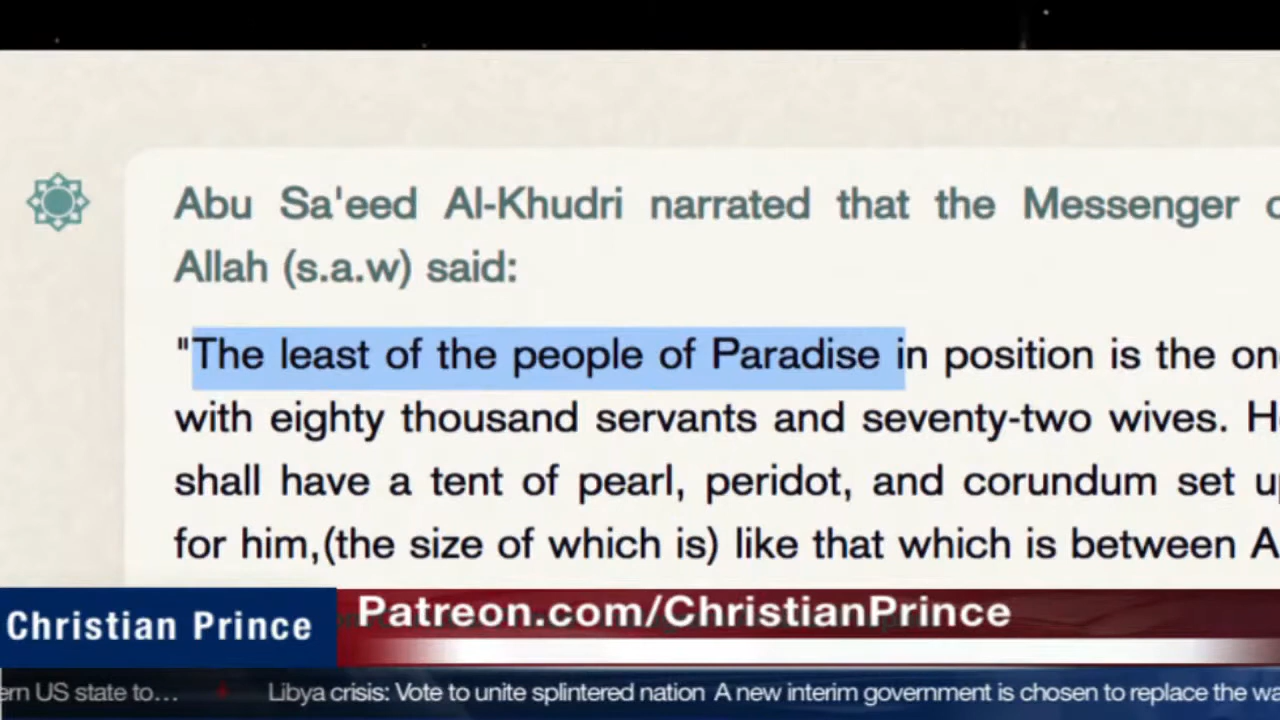 Abu Sa'eed Al-Khudri narrated that the Messenger
Allah (s.a.w) said:
"The least of the people of Paradise in position is the
with eighty thousand servants and seventy-two wives.
shall have a tent of pearl, peridot, and corundum set
for him,(the size of which is) like that which is between
Christian Prince
Patreon.com/ChristianPrince
US state to… Libya crisis: Vote to unite splintered nation A new interim government is chosen to replace the